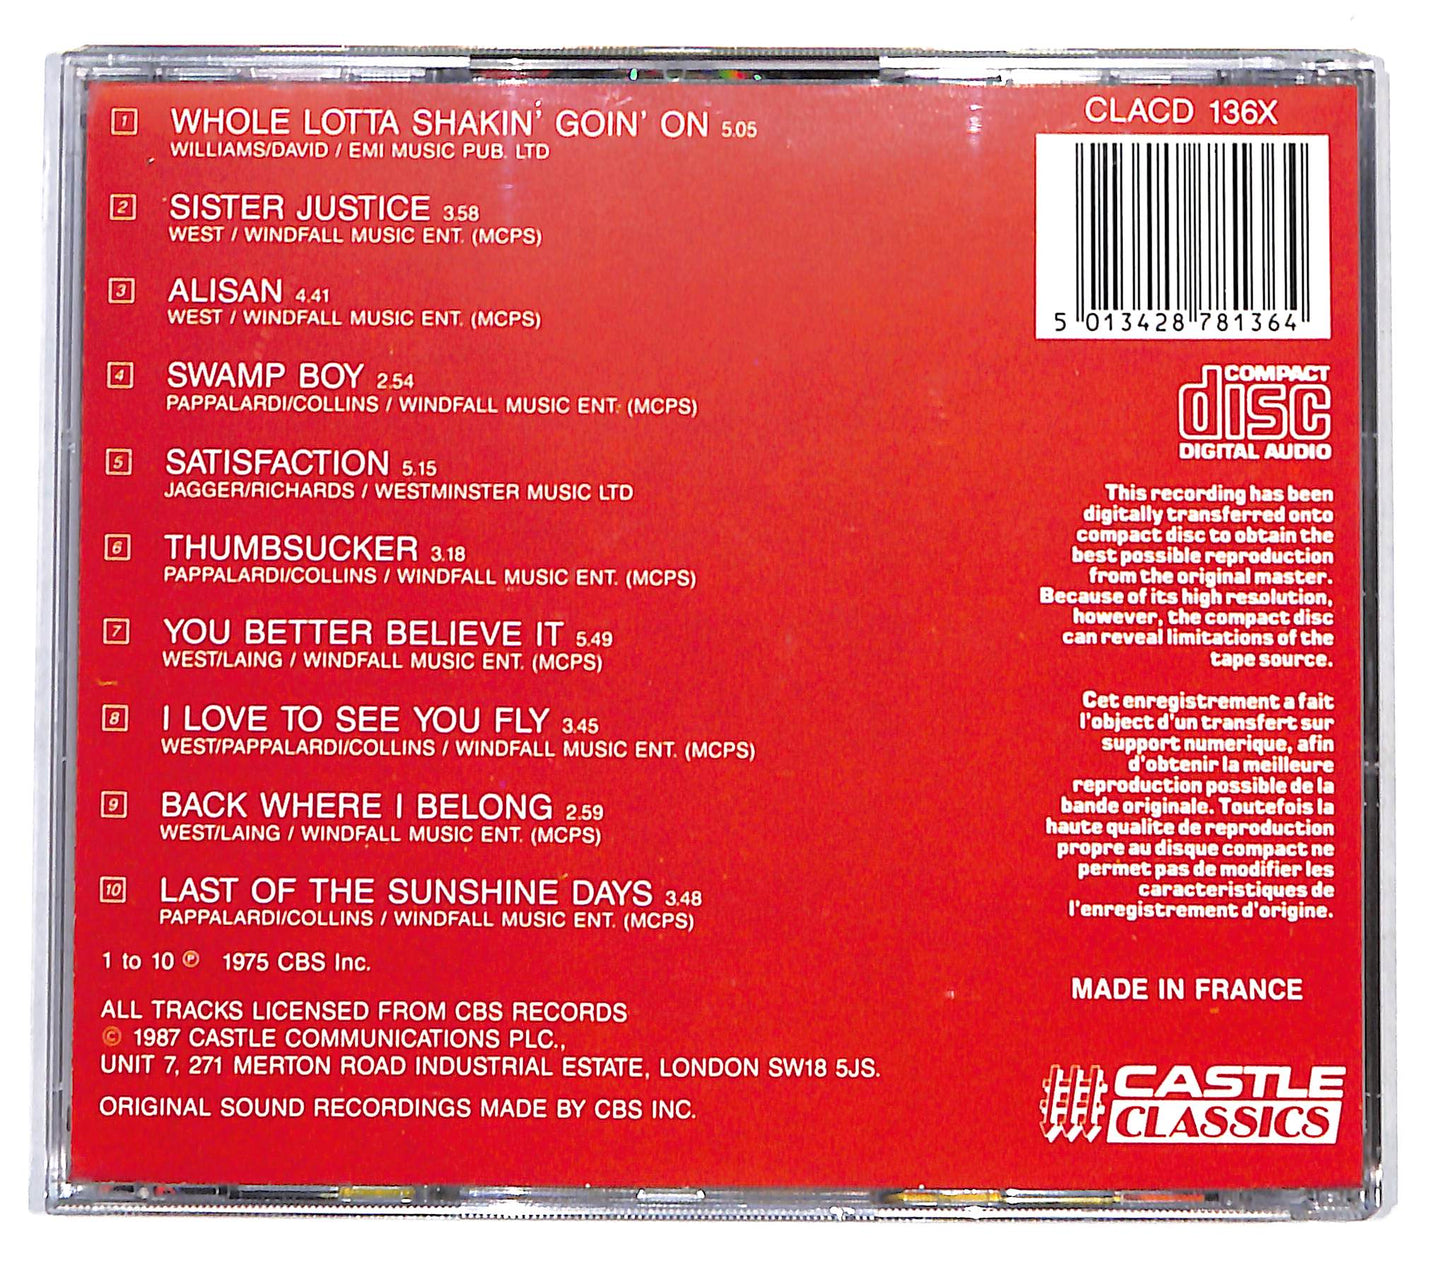 1 WHOLE LOTTA SHAKIN' GOIN' ON 5.05
WILLIAMS/DAVID / EMI MUSIC PUB. LTD
2 SISTER JUSTICE 3.58
WEST / WINDFALL MUSIC ENT. (MCPS)
3 ALISAN 4.41
WEST / WINDFALL MUSIC ENT. (MCPS)
4 SWAMP BOY 2.54
PAPPALARDI/COLLINS / WINDFALL MUSIC ENT. (MCPS)
5 SATISFACTION 5.15
JAGGER/RICHARDS / WESTMINSTER MUSIC LTD
6 THUMBSUCKER 3.18
PAPPALARDI/COLLINS / WINDFALL MUSIC ENT. (MCPS)
7 YOU BETTER BELIEVE IT 5.49
WEST/LAING / WINDFALL MUSIC ENT. (MCPS)
8 I LOVE TO SEE YOU FLY 3.45
WEST/PAPPALARDI/COLLINS / WINDFALL MUSIC ENT. (MCPS)
9 BACK WHERE I BELONG 2.59
WEST/LAING / WINDFALL MUSIC ENT. (MCPS)
10 LAST OF THE SUNSHINE DAYS 3.48
PAPPALARDI/COLLINS / WINDFALL MUSIC ENT. (MCPS)
1 to 10 ℗ 1975 CBS Inc.
ALL TRACKS LICENSED FROM CBS RECORDS
© 1987 CASTLE COMMUNICATIONS PLC.,
UNIT 7, 271 MERTON ROAD INDUSTRIAL ESTATE, LONDON SW18 5JS.
ORIGINAL SOUND RECORDINGS MADE BY CBS INC.
CLACD 136X
5 013428 781364
COMPACT
disc
DIGITAL AUDIO
This recording has been
digitally transferred onto
compact disc to obtain the
best possible reproduction
from the original master.
Because of its high resolution,
however, the compact disc
can reveal limitations of the
tape source.
Cet enregistrement a fait
l'object d'un transfert sur
support numerique, afin
d'obtenir la meilleure
reproduction possible de la
bande originale. Toutefois la
haute qualite de reproduction
propre au disque compact ne
permet pas de modifier les
caracteristiques de
l'enregistrement d'origine.
MADE IN FRANCE
CASTLE
CLASSICS